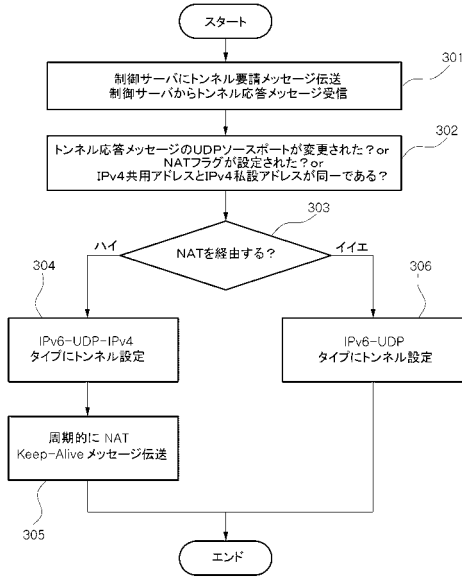 スタート
301
制御サーバにトンネル要請メッセージ伝送
制御サーバからトンネル応答メッセージ受信
302
トンネル応答メッセージのUDPソースポートが変更された?or
NATフラグが設定された?or
IPv4共用アドレスとIPv4私設アドレスが同一である?
303
NATを経由する?
ハイ
イイエ
304
306
IPv6-UDP-IPv4
タイプにトンネル設定
IPv6-UDP
タイプにトンネル設定
周期的に NAT
Keep-Alive メッセージ伝送
305
エンド